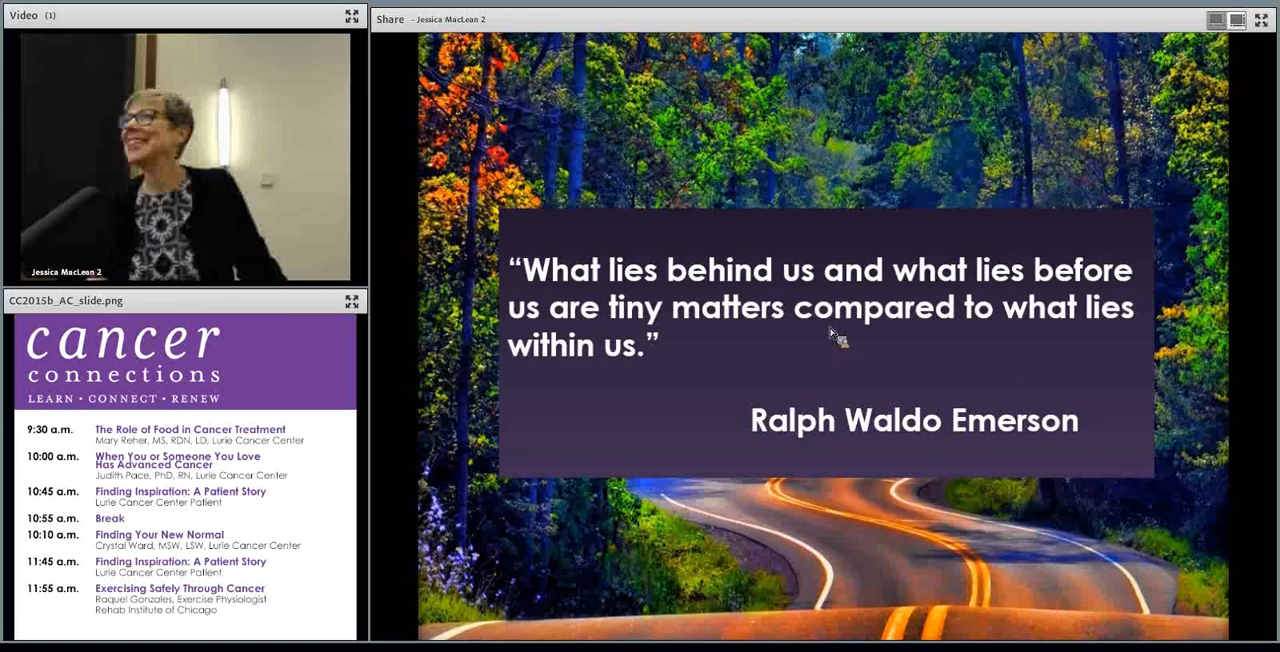 Video (1)
Jessica MacLean 2
CC2015b_AC_slide.png
cancer
connections
LEARN • CONNECT • RENEW
9:30 a.m. The Role of Food in Cancer Treatment
Mary Reher, MS, RDN, LD, Lurie Cancer Center
10:00 a.m. When You or Someone You Love
Has Advanced Cancer
Judith Pace, PhD, RN, Lurie Cancer Center
10:45 a.m. Finding Inspiration: A Patient Story
Lurie Cancer Center Patient
10:55 a.m. Break
10:10 a.m. Finding Your New Normal
Crystal Ward, MSW, LSW, Lurie Cancer Center
11:45 a.m. Finding Inspiration: A Patient Story
Lurie Cancer Center Patient
11:55 a.m. Exercising Safely Through Cancer
Raquel Gonzales, Exercise Physiologist
Rehab Institute of Chicago
Share - Jessica MacLean 2
“What lies behind us and what lies before
us are tiny matters compared to what lies
within us.”
Ralph Waldo Emerson